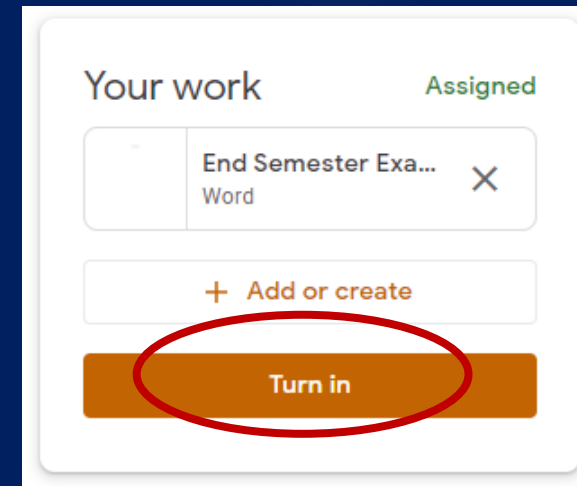 Your work
Assigned
End Semester Exa...
Word
+ Add or create
Turn in